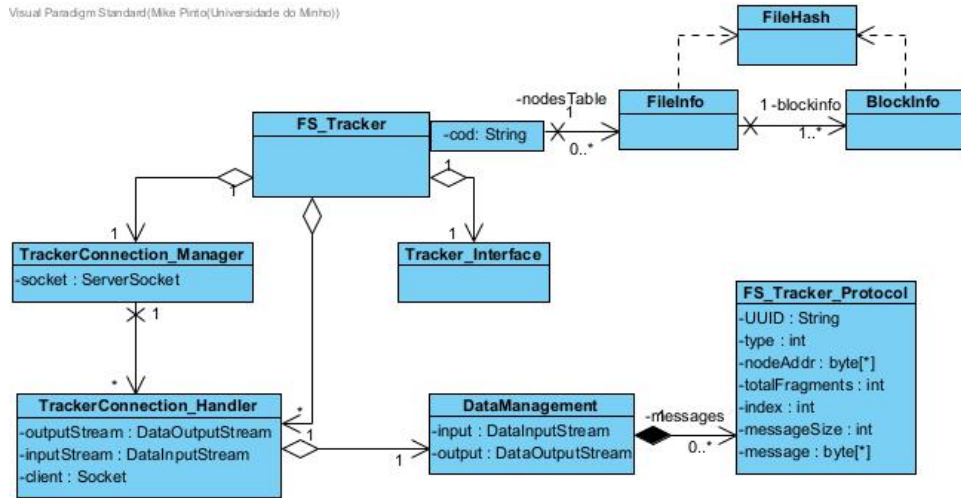 Visual Paradigm Standard(Mike Pinto(Universidade do Minho))
FileHash
FS_Tracker
-cod: String
-nodesTable
1
0..*
FileInfo
1 -blockinfo
1..*
BlockInfo
1
1
1
1
TrackerConnection_Manager
-socket : ServerSocket
Tracker_Interface
1
*
*
TrackerConnection_Handler
-outputStream : DataOutputStream
-inputStream : DataInputStream
-client : Socket
1
1
DataManagement
-input : DataInputStream
-output : DataOutputStream
-messages
1
0..*
FS_Tracker_Protocol
-UUID : String
-type : int
-nodeAddr : byte[*]
-totalFragments : int
-index : int
-messageSize : int
-message : byte[*]